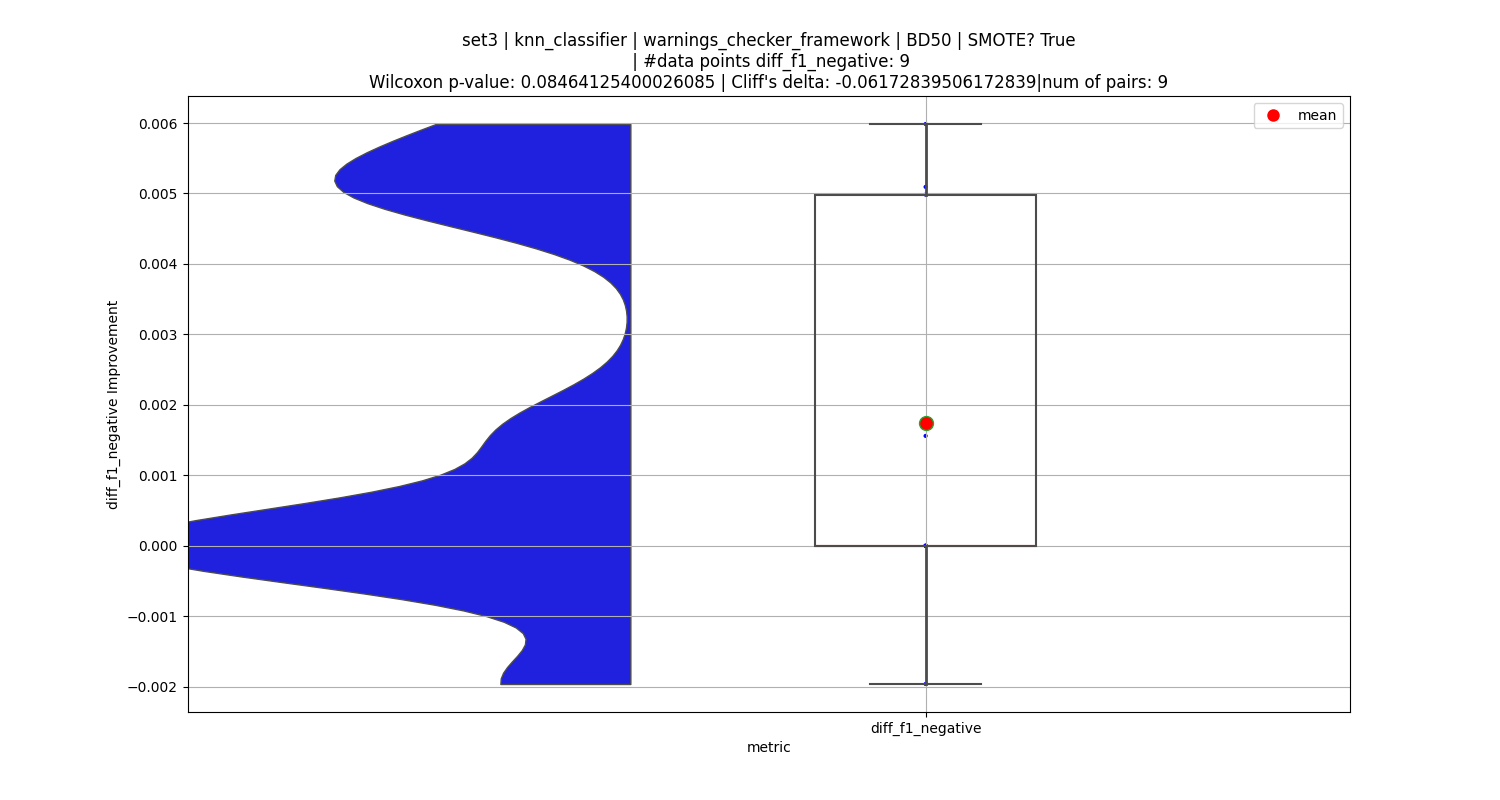 set3 | knn_classifier | warnings_checker_framework | BD50 | SMOTE? True
| #data points diff_f1_negative: 9
Wilcoxon p-value: 0.08464125400026085 | Cliff's delta: -0.06172839506172839|num of pairs: 9
mean
0.006
0.005
0.004
0.003
0.002
0.001
0.000
−0.001
−0.002
diff_f1_negative Improvement
diff_f1_negative
metric